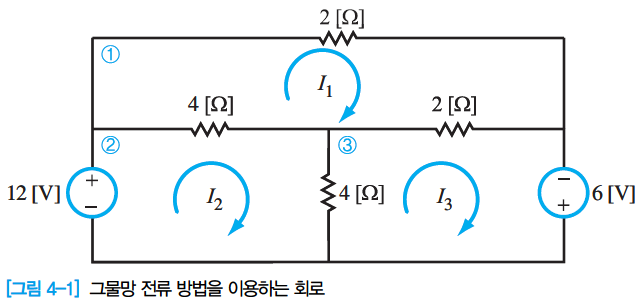 2 [Ω]
①
I₁
4 [Ω]
2 [Ω]
②
③
12 [V]
+
−
I₂
4 [Ω]
I₃
−
+
6 [V]
[그림 4-1] 그물망 전류 방법을 이용하는 회로